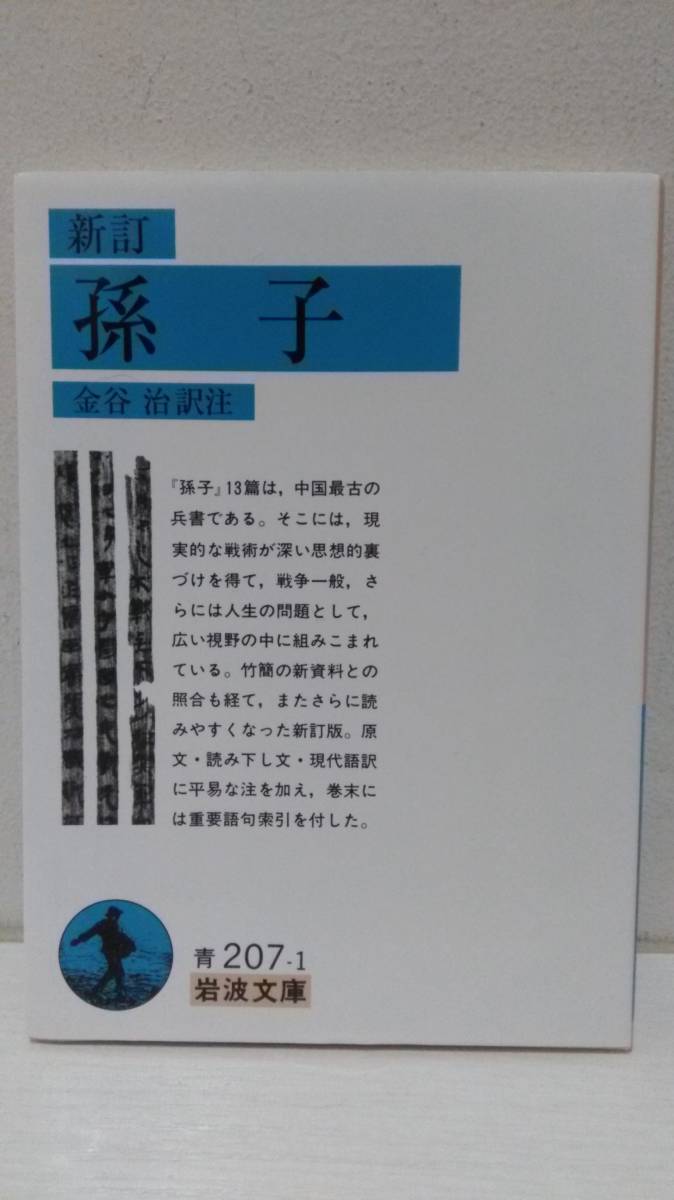 新訂
孫 子
金谷 治訳注
『孫子』13篇は，中国最古の
兵書である。そこには，現
実的な戦術が深い思想的裏
づけを得て，戦争一般，さ
らには人生の問題として，
広い視野の中に組みこまれ
ている。竹簡の新資料との
照合も経て，またさらに読
みやすくなった新訂版。原
文・読み下し文・現代語訳
に平易な注を加え，巻末に
は重要語句索引を付した。
青 207-1
岩波文庫